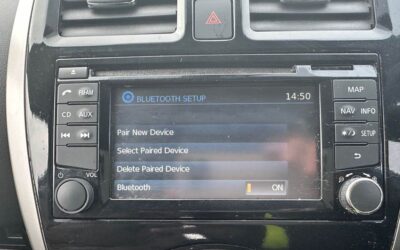 BLUETOOTH SETUP 14:50
Pair New Device
Select Paired Device
Delete Paired Device
Bluetooth ON
CD AUX
VOL
MAP
NAV INFO
SETUP